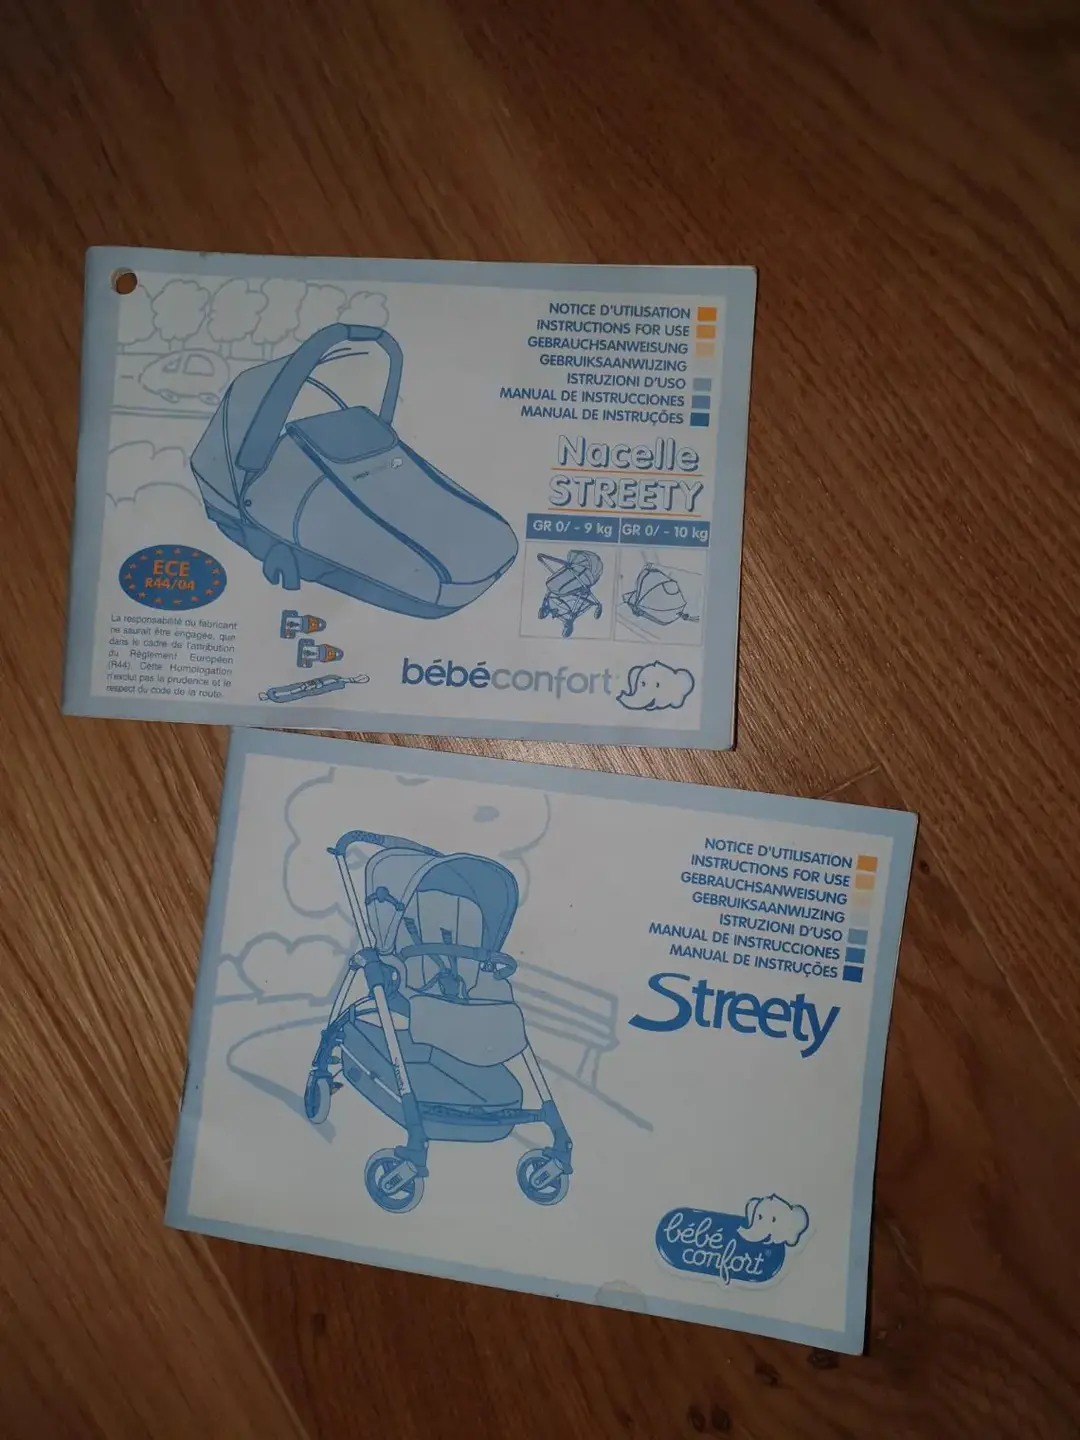 NOTICE D'UTILISATION
INSTRUCTIONS FOR USE
GEBRAUCHSANWEISUNG
GEBRUIKSAANWIJZING
ISTRUZIONI D'USO
MANUAL DE INSTRUCCIONES
MANUAL DE INSTRUÇÕES
Nacelle
STREETY
GR 0/ - 9 kg GR 0/ - 10 kg
ECE
R44/04
La responsabilité du fabricant
ne saurait être engagée, que
dans le cadre de l'attribution
du Règlement Européen
(R44). Cette Homologation
n'exclut pas la prudence et le
respect du code de la route.
bébéconfort
NOTICE D'UTILISATION
INSTRUCTIONS FOR USE
GEBRAUCHSANWEISUNG
GEBRUIKSAANWIJZING
ISTRUZIONI D'USO
MANUAL DE INSTRUCCIONES
MANUAL DE INSTRUÇÕES
Streety
bébé
confort